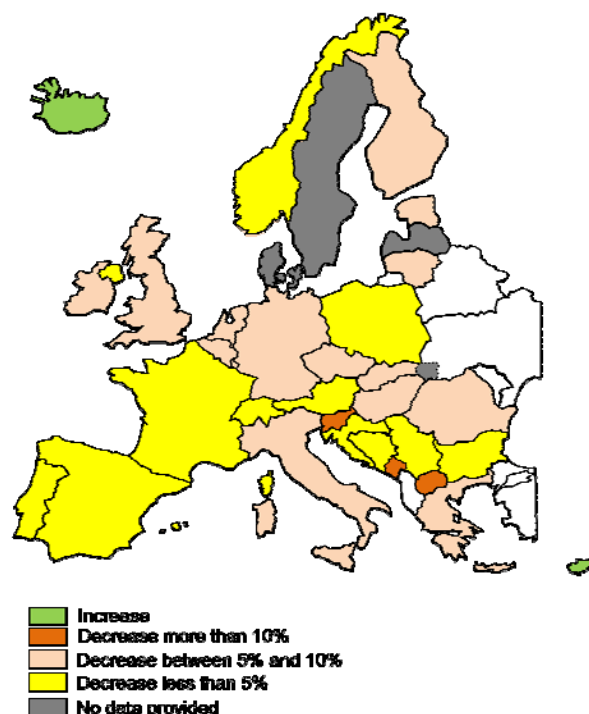 Increase
Decrease more than 10%
Decrease between 5% and 10%
Decrease less than 5%
No data provided